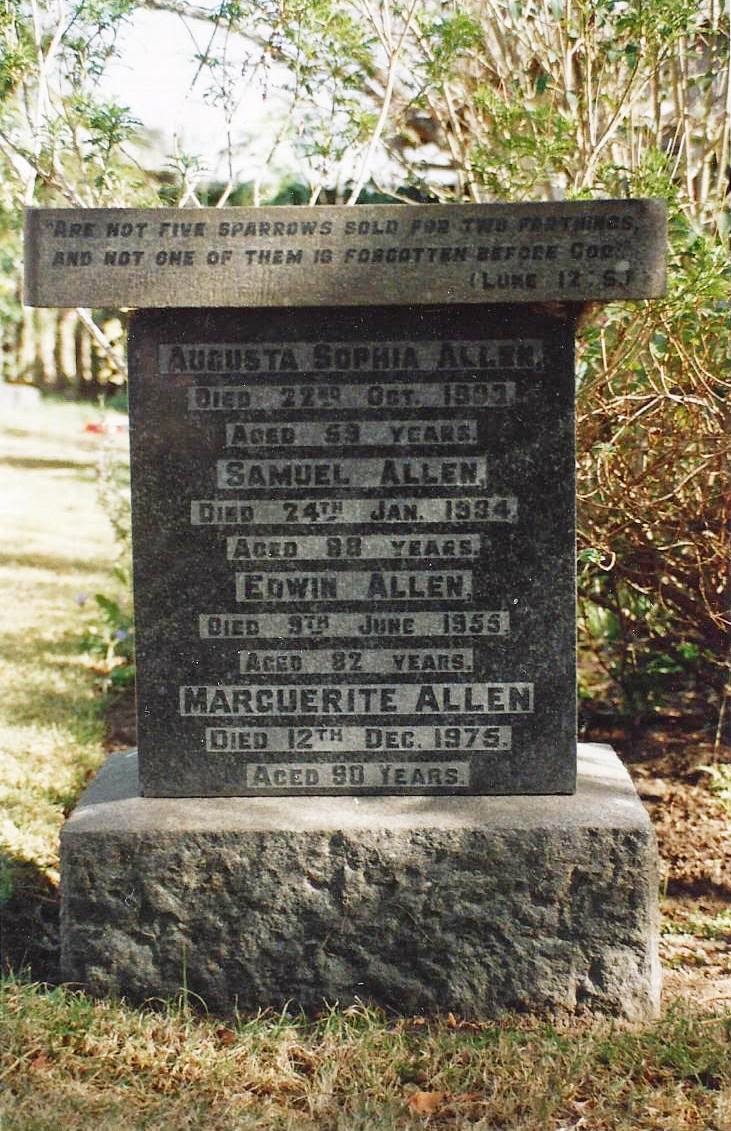 "ARE NOT FIVE SPARROWS SOLD FOR TWO FARTHINGS,
AND NOT ONE OF THEM IS FORGOTTEN BEFORE GOD."
(LUKE 12. 6.)
AUGUSTA SOPHIA ALLEN,
DIED 22ND OCT.
AGED 59 YEARS.
SAMUEL ALLEN,
DIED 24TH JAN. 1934,
AGED 88 YEARS.
EDWIN ALLEN,
DIED 9TH JUNE 1955,
AGED 82 YEARS.
MARGUERITE ALLEN
DIED 12TH DEC. 1975.
AGED 90 YEARS.